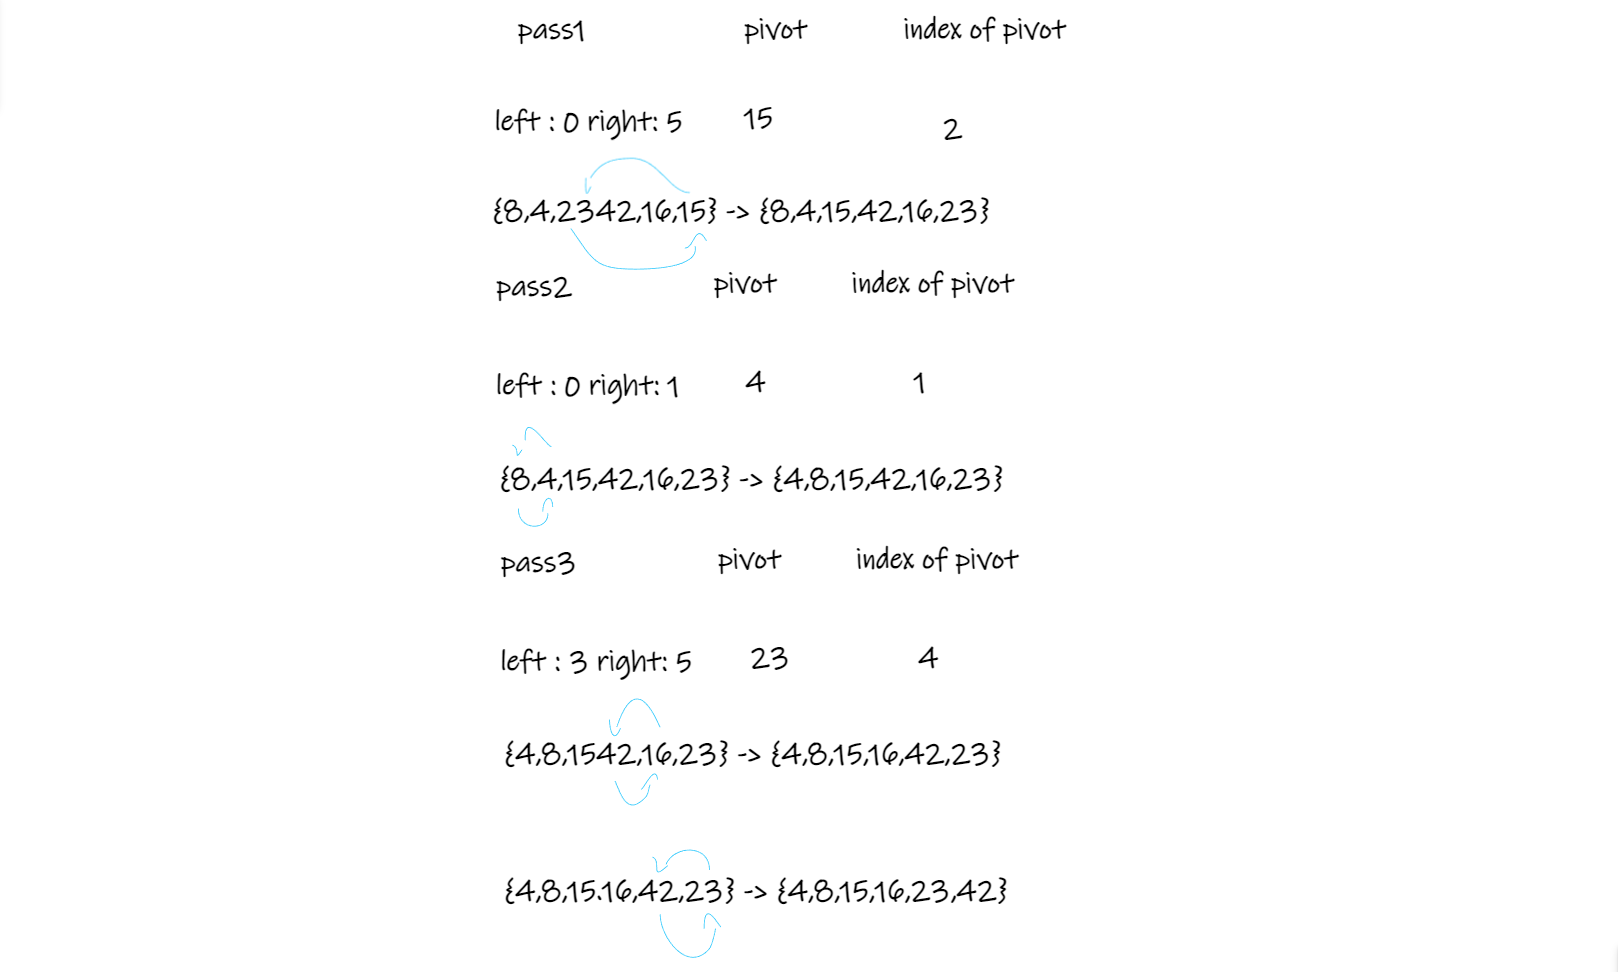 pass1 pivot index of pivot
left : 0 right: 5 15 2
{8,4,2342,16,15} -> {8,4,15,42,16,23}
pass2 pivot index of pivot
left : 0 right: 1 4 1
{8,4,15,42,16,23} -> {4,8,15,42,16,23}
pass3 pivot index of pivot
left : 3 right: 5 23 4
{4,8,1542,16,23} -> {4,8,15,16,42,23}
{4,8,15.16,42,23} -> {4,8,15,16,23,42}